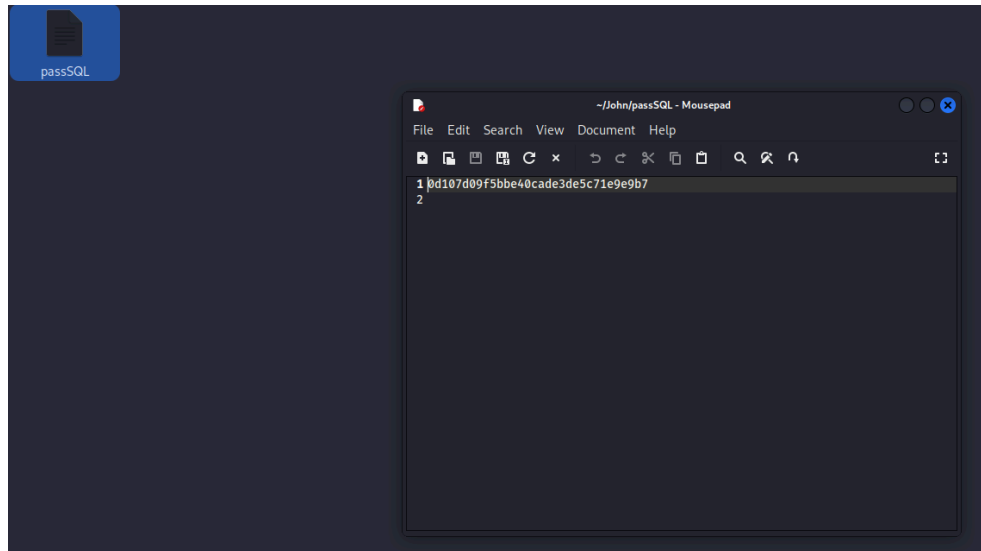 passSQL
~/John/passSQL - Mousepad
File Edit Search View Document Help
1 0d107d09f5bbe40cade3de5c71e9e9b7
2